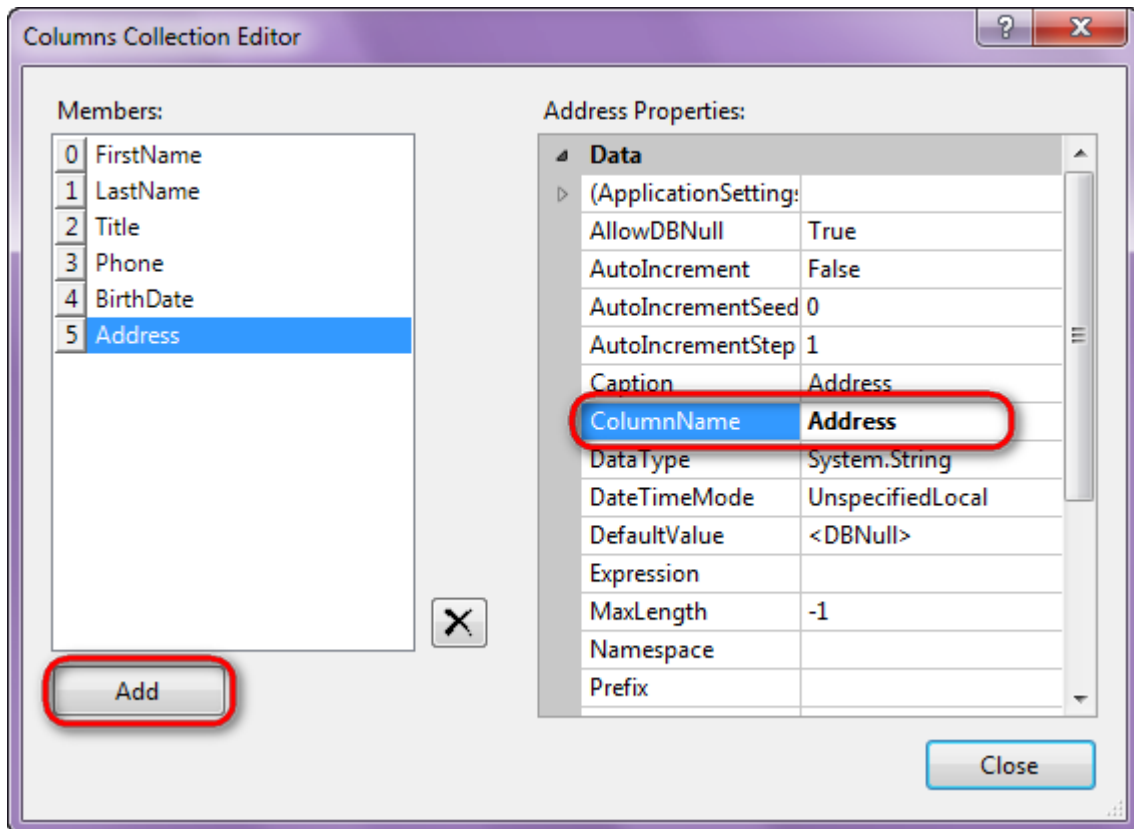 Columns Collection Editor
?
Members:
0 FirstName
1 LastName
2 Title
3 Phone
4 BirthDate
5 Address
Add
Address Properties:
Data
(ApplicationSettings
AllowDBNull True
AutoIncrement False
AutoIncrementSeed 0
AutoIncrementStep 1
Caption Address
ColumnName Address
DataType System.String
DateTimeMode UnspecifiedLocal
DefaultValue <DBNull>
Expression
MaxLength -1
Namespace
Prefix
Close